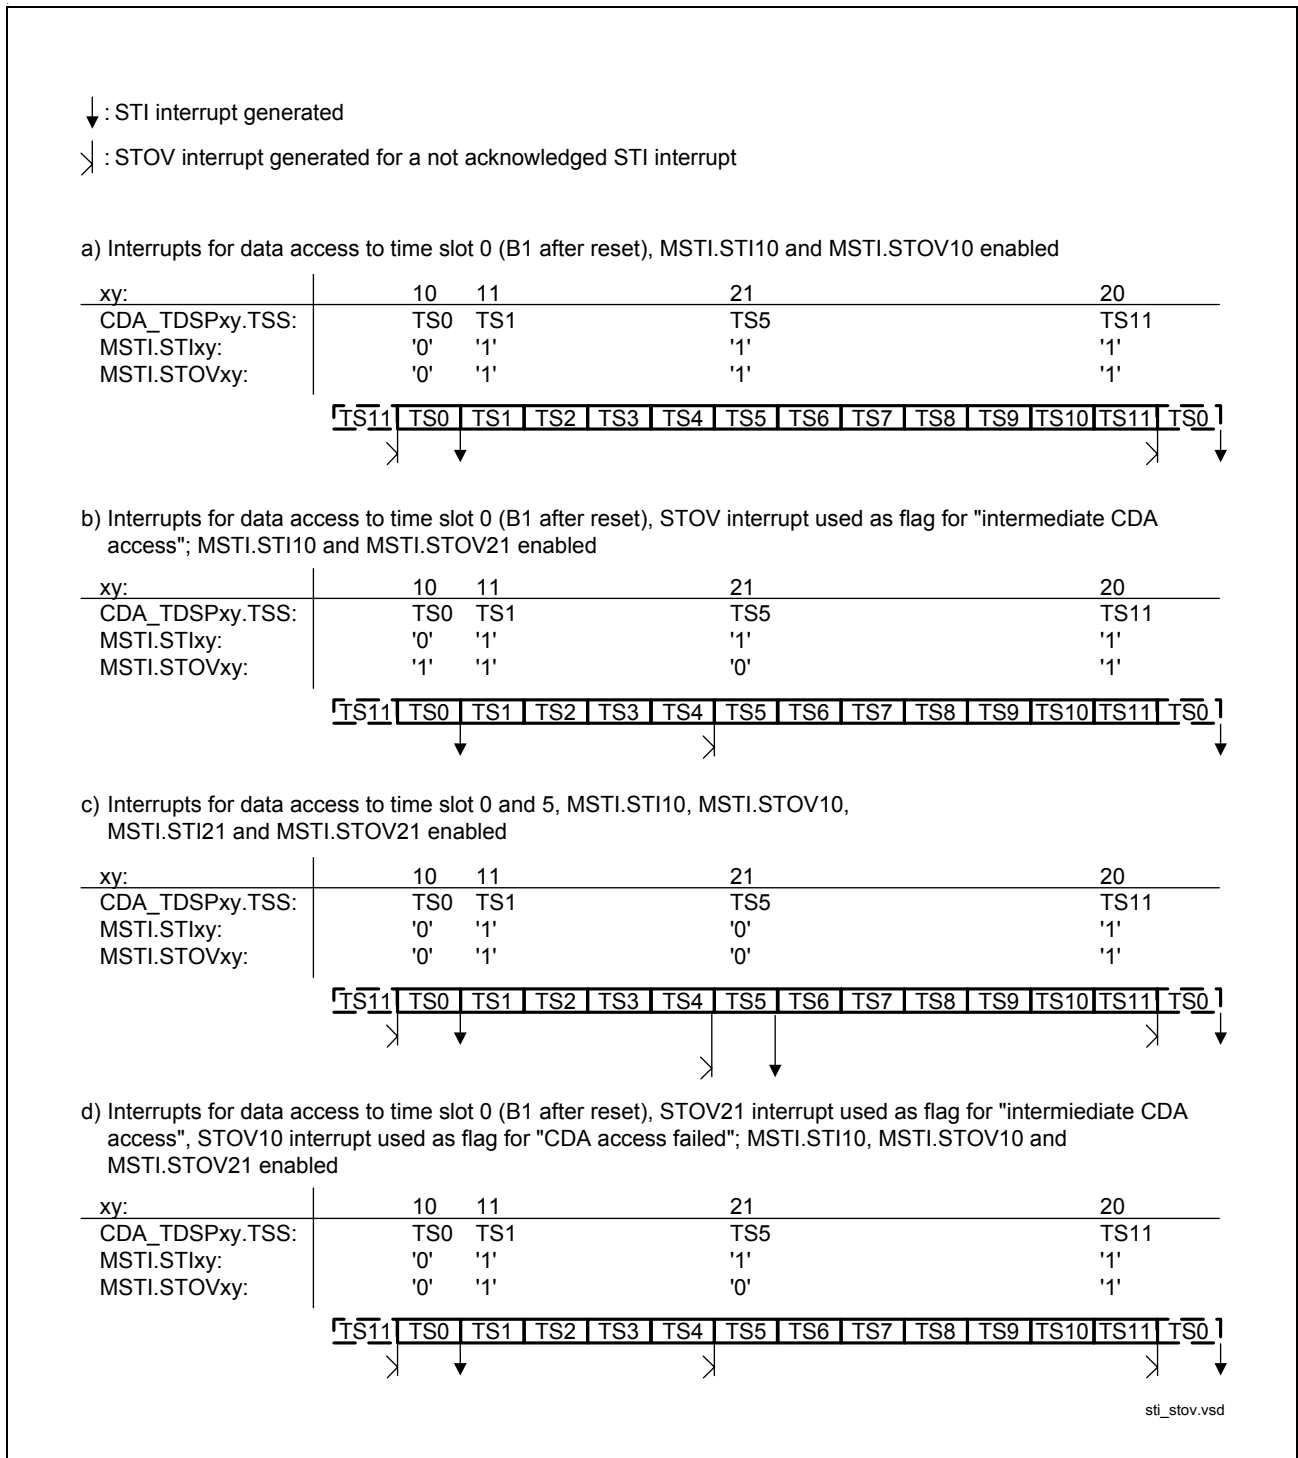 : STI interrupt generated
: STOV interrupt generated for a not acknowledged STI interrupt
a) Interrupts for data access to time slot 0 (B1 after reset), MSTI.STI10 and MSTI.STOV10 enabled
xy: 10 11 21 20
CDA_TDSPxy.TSS: TS0 TS1 TS5 TS11
MSTI.STIxy: '0' '1' '1' '1'
MSTI.STOVxy: '0' '1' '1' '1'
TS11 TS0 TS1 TS2 TS3 TS4 TS5 TS6 TS7 TS8 TS9 TS10 TS11 TS0
b) Interrupts for data access to time slot 0 (B1 after reset), STOV interrupt used as flag for "intermediate CDA
access"; MSTI.STI10 and MSTI.STOV21 enabled
xy: 10 11 21 20
CDA_TDSPxy.TSS: TS0 TS1 TS5 TS11
MSTI.STIxy: '0' '1' '1' '1'
MSTI.STOVxy: '1' '1' '0' '1'
TS11 TS0 TS1 TS2 TS3 TS4 TS5 TS6 TS7 TS8 TS9 TS10 TS11 TS0
c) Interrupts for data access to time slot 0 and 5, MSTI.STI10, MSTI.STOV10,
MSTI.STI21 and MSTI.STOV21 enabled
xy: 10 11 21 20
CDA_TDSPxy.TSS: TS0 TS1 TS5 TS11
MSTI.STIxy: '0' '1' '0' '1'
MSTI.STOVxy: '0' '1' '0' '1'
TS11 TS0 TS1 TS2 TS3 TS4 TS5 TS6 TS7 TS8 TS9 TS10 TS11 TS0
d) Interrupts for data access to time slot 0 (B1 after reset), STOV21 interrupt used as flag for "intermiediate CDA
access", STOV10 interrupt used as flag for "CDA access failed"; MSTI.STI10, MSTI.STOV10 and
MSTI.STOV21 enabled
xy: 10 11 21 20
CDA_TDSPxy.TSS: TS0 TS1 TS5 TS11
MSTI.STIxy: '0' '1' '1' '1'
MSTI.STOVxy: '0' '1' '0' '1'
TS11 TS0 TS1 TS2 TS3 TS4 TS5 TS6 TS7 TS8 TS9 TS10 TS11 TS0
sti_stov.vsd